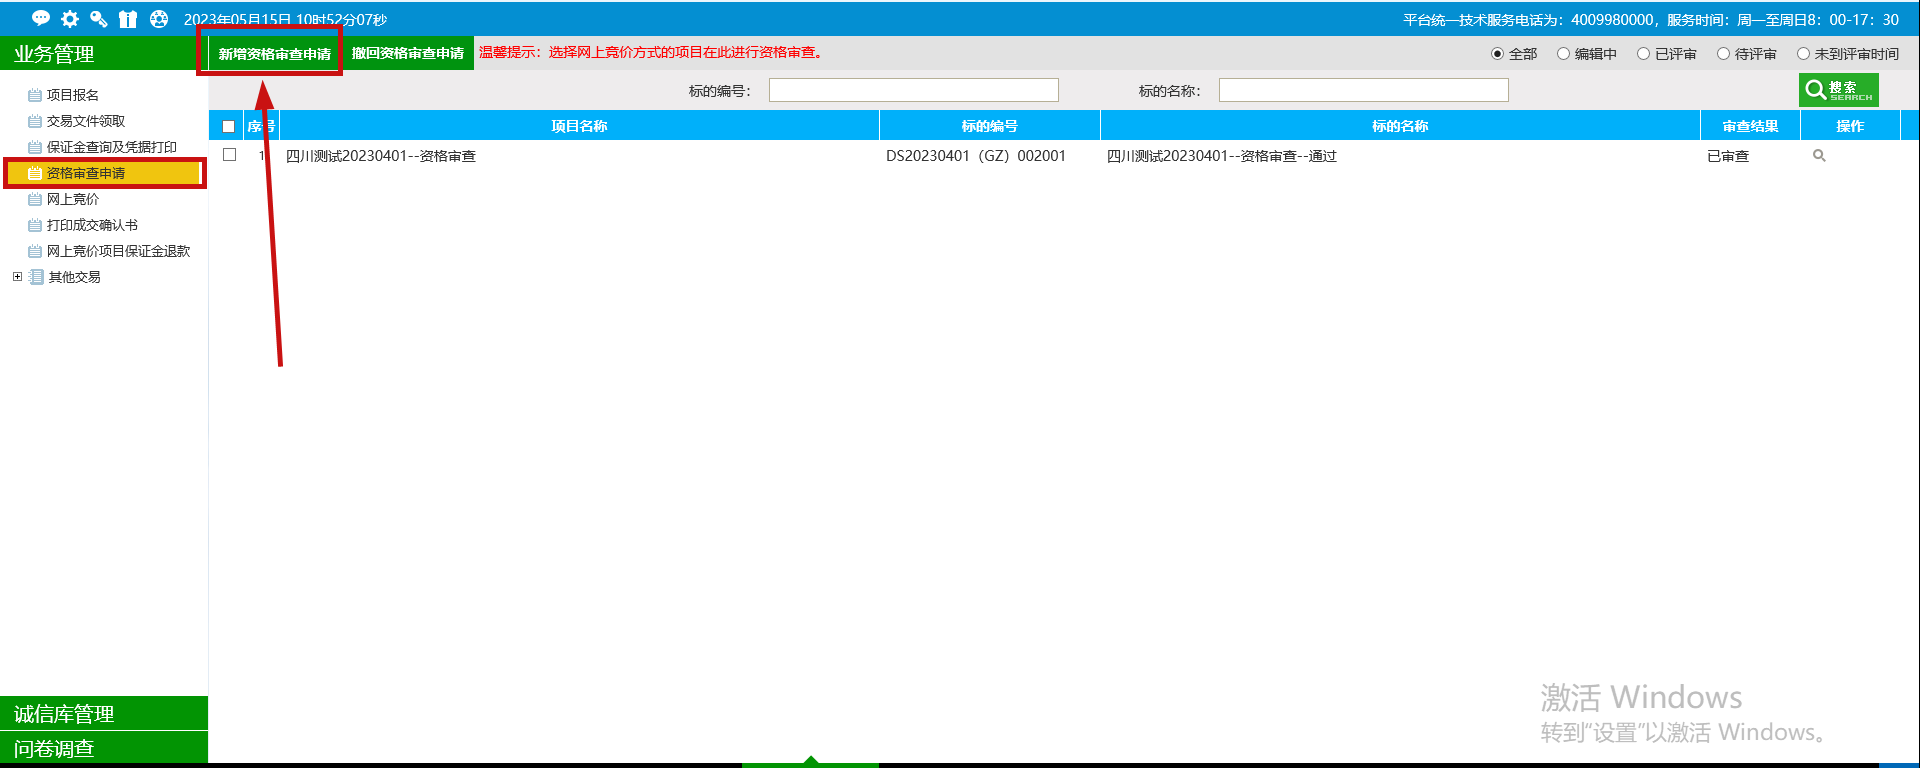 2023年05月15日 10时52分07秒
平台统一技术服务电话为：4009980000，服务时间：周一至周日8：00-17：30
业务管理
新增资格审查申请
撤回资格审查申请
温馨提示：选择网上竞价方式的项目在此进行资格审查。
全部
编辑中
已评审
待评审
未到评审时间
项目报名
交易文件领取
保证金查询及凭据打印
资格审查申请
网上竞价
打印成交确认书
网上竞价项目保证金退款
其他交易
标的编号：
标的名称：
搜索
SEARCH
序号 项目名称 标的编号 标的名称 审查结果 操作
1 四川测试20230401--资格审查 DS20230401（GZ）002001 四川测试20230401--资格审查--通过 已审查
激活 Windows
转到“设置”以激活 Windows。
诚信库管理
问卷调查